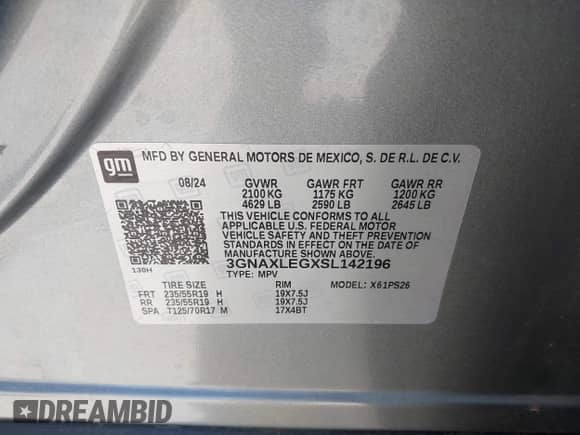 gm
MFD BY GENERAL MOTORS DE MEXICO, S. DE R.L. DE C.V.
08/24 GVWR GAWR FRT GAWR RR
2100 KG 1175 KG 1200 KG
4629 LB 2590 LB 2645 LB
THIS VEHICLE CONFORMS TO ALL
APPLICABLE U.S. FEDERAL MOTOR
VEHICLE SAFETY AND THEFT PREVENTION
STANDARDS IN EFFECT ON THE DATE OF
MANUFACTURE SHOWN ABOVE.
3GNAXLEGXSL142196
138H TYPE: MPV
TIRE SIZE RIM MODEL: X61PS26
FRT 235/55R19 H 19X7.5J
RR 235/55R19 H 19X7.5J
SPA T125/70R17 M 17X4BT
DREAMBID